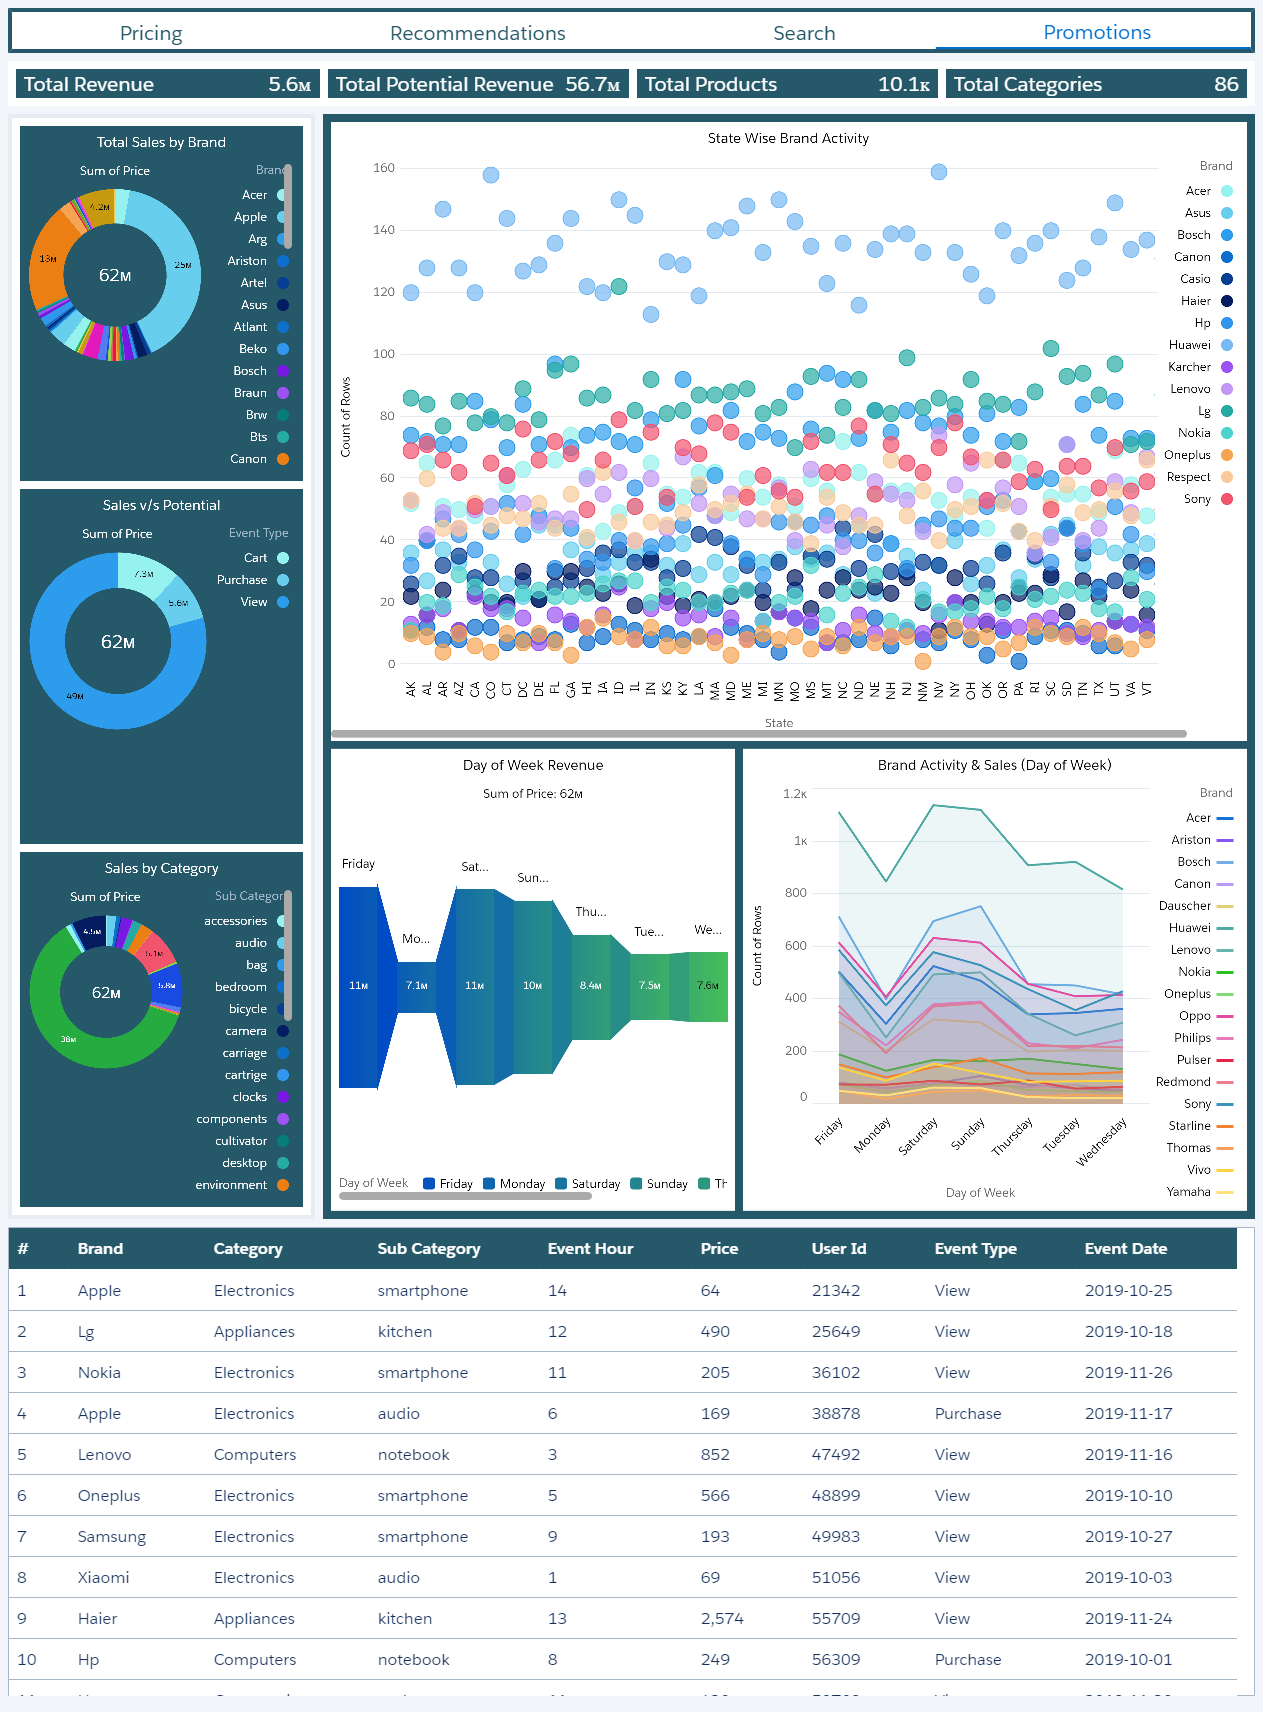 Pricing Recommendations Search Promotions
Total Revenue 5.6M Total Potential Revenue 56.7M Total Products 10.1K Total Categories 86
Total Sales by Brand
Sum of Price
Brand
Acer
Apple
Arg
Ariston
Artel
Asus
Atlant
Beko
Bosch
Braun
Brw
Bts
Canon
4.2M
25M
13M
62M
Sales v/s Potential
Sum of Price
Event Type
Cart
Purchase
View
7.3M
5.6M
62M
49M
Sales by Category
Sum of Price
Sub Categor
accessories
audio
bag
bedroom
bicycle
camera
carriage
cartrige
clocks
components
cultivator
desktop
environment
4.5M
5.1M
5.8M
62M
38M
State Wise Brand Activity
Count of Rows
160
140
120
100
80
60
40
20
0
AK AL AR AZ CA CO CT DC DE FL GA HI IA ID IL IN KS KY LA MA MD ME MI MN MO MS MT NC ND NE NH NJ NM NV NY OH OK OR PA RI SC SD TN TX UT VA VT
State
Brand
Acer
Asus
Bosch
Canon
Casio
Haier
Hp
Huawei
Karcher
Lenovo
Lg
Nokia
Oneplus
Respect
Sony
Day of Week Revenue
Sum of Price: 62M
Friday Mo... Sat... Sun... Thu... Tue... We...
11M 7.1M 11M 10M 8.4M 7.5M 7.6M
Day of Week Friday Monday Saturday Sunday Th
Brand Activity & Sales (Day of Week)
Count of Rows
1.2K
1K
800
600
400
200
0
Friday Monday Saturday Sunday Thursday Tuesday Wednesday
Day of Week
Brand
Acer
Ariston
Bosch
Canon
Dauscher
Huawei
Lenovo
Nokia
Oneplus
Oppo
Philips
Pulser
Redmond
Sony
Starline
Thomas
Vivo
Yamaha
# Brand Category Sub Category Event Hour Price User Id Event Type Event Date
1 Apple Electronics smartphone 14 64 21342 View 2019-10-25
2 Lg Appliances kitchen 12 490 25649 View 2019-10-18
3 Nokia Electronics smartphone 11 205 36102 View 2019-11-26
4 Apple Electronics audio 6 169 38878 Purchase 2019-11-17
5 Lenovo Computers notebook 3 852 47492 View 2019-11-16
6 Oneplus Electronics smartphone 5 566 48899 View 2019-10-10
7 Samsung Electronics smartphone 9 193 49983 View 2019-10-27
8 Xiaomi Electronics audio 1 69 51056 View 2019-10-03
9 Haier Appliances kitchen 13 2,574 55709 View 2019-11-24
10 Hp Computers notebook 8 249 56309 Purchase 2019-10-01